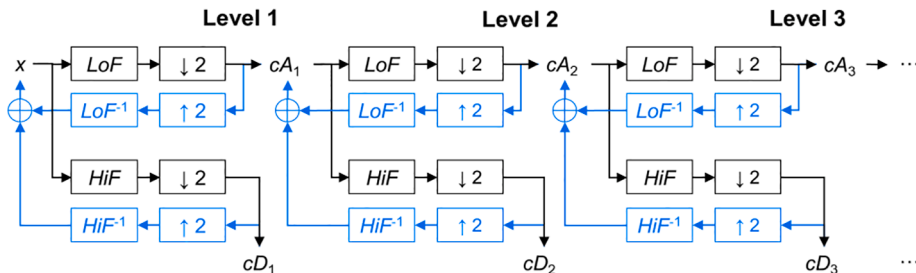 Level 1 Level 2 Level 3
x LoF ↓ 2 cA₁ LoF ↓ 2 cA₂ LoF ↓ 2 cA₃ ...
LoF⁻¹ ↑ 2 LoF⁻¹ ↑ 2 LoF⁻¹ ↑ 2
HiF ↓ 2 HiF ↓ 2 HiF ↓ 2
HiF⁻¹ ↑ 2 HiF⁻¹ ↑ 2 HiF⁻¹ ↑ 2
cD₁ cD₂ cD₃ ...